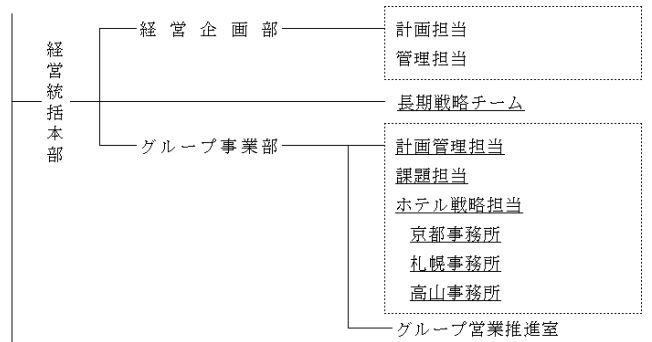 経営統括本部
経営企画部
計画担当
管理担当
長期戦略チーム
グループ事業部
計画管理担当
課題担当
ホテル戦略担当
京都事務所
札幌事務所
高山事務所
グループ営業推進室